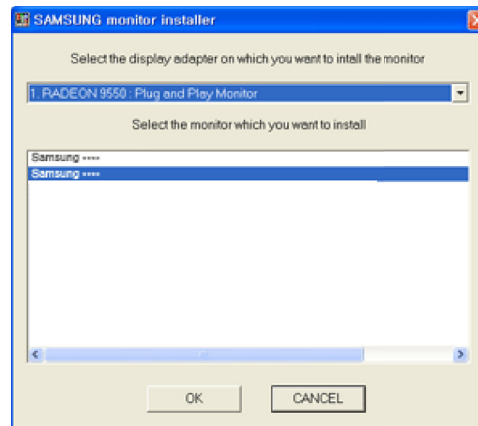 SAMSUNG monitor installer
Select the display adapter on which you want to intall the monitor
1. RADEON 9550 : Plug and Play Monitor
Select the monitor which you want to install
Samsung ----
Samsung ----
OK
CANCEL